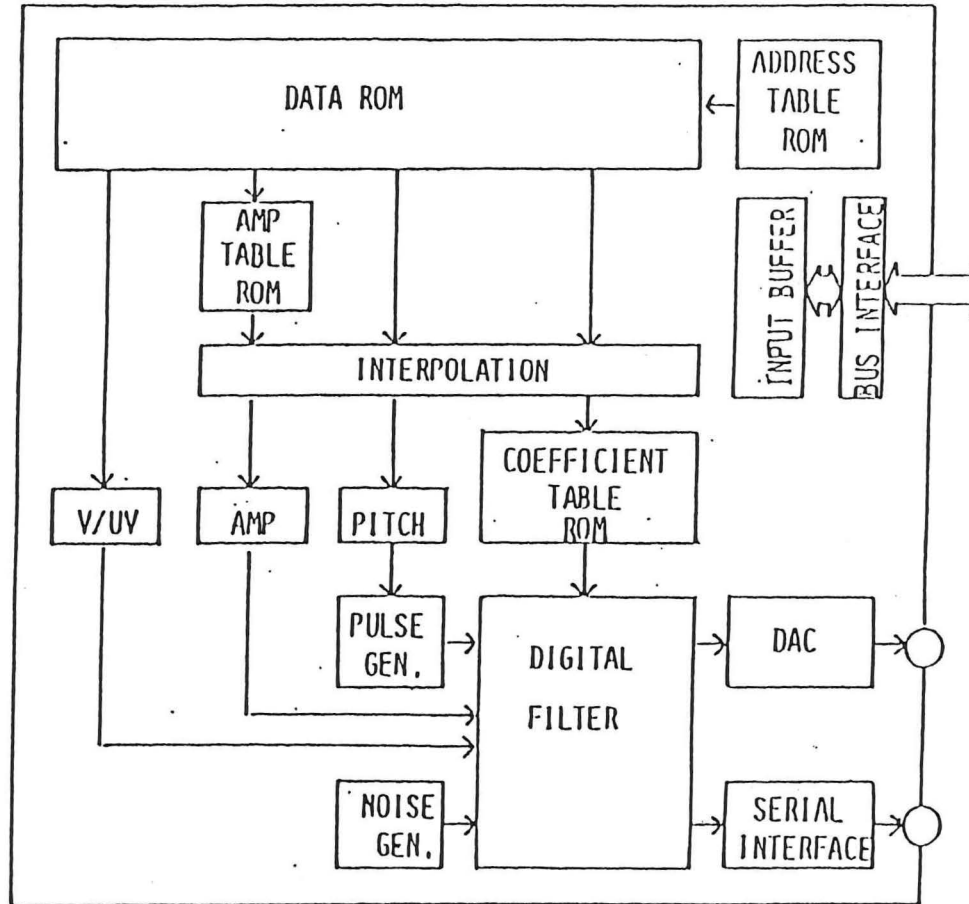 DATA ROM
ADDRESS
TABLE
ROM
AMP
TABLE
ROM
INPUT BUFFER
BUS INTERFACE
INTERPOLATION
COEFFICIENT
TABLE
ROM
V/UV
AMP
PITCH
PULSE
GEN.
DIGITAL
FILTER
DAC
NOISE
GEN.
SERIAL
INTERFACE